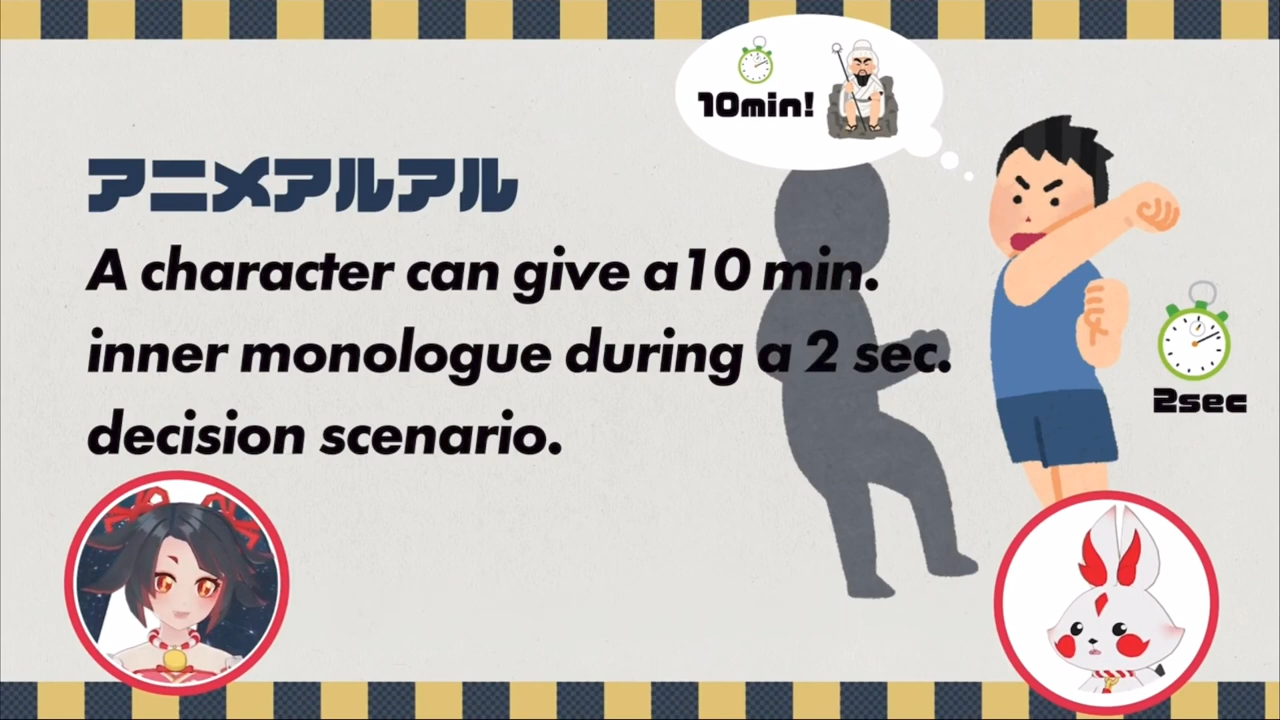 10min!
アニメアルアル
A character can give a10 min.
inner monologue during a 2 sec.
decision scenario.
2sec